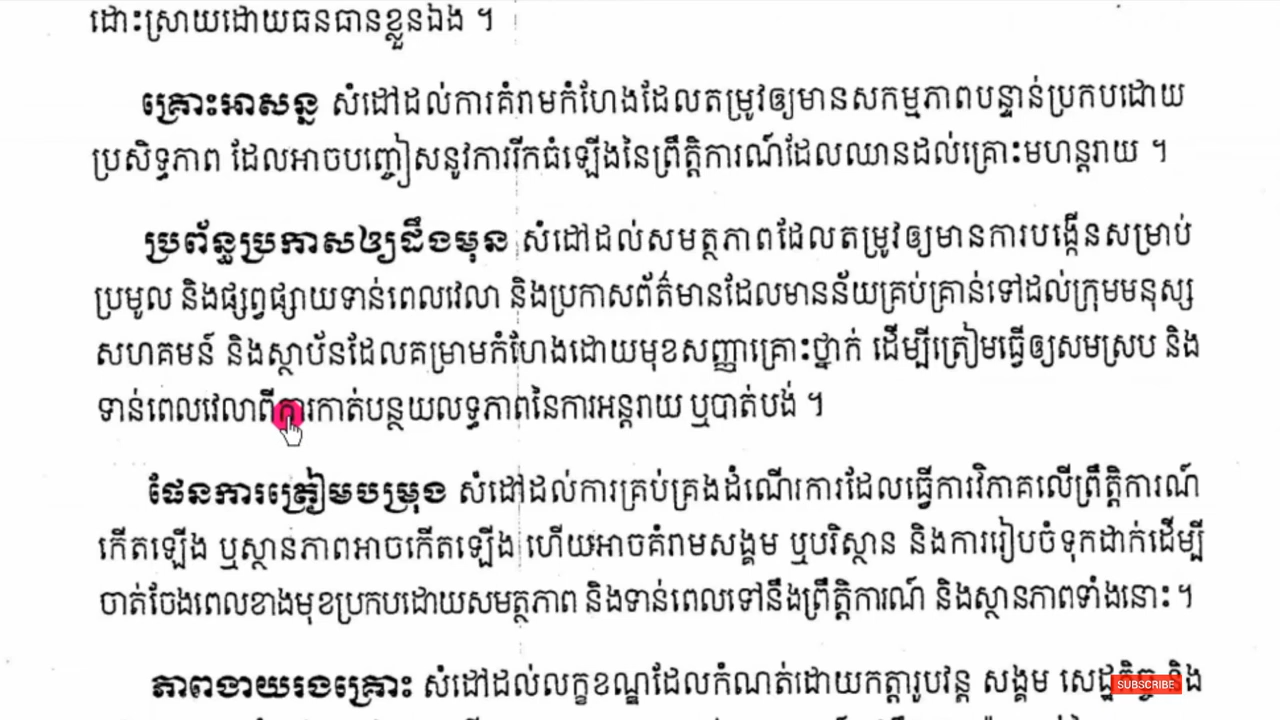 ដោះស្រាយដោយធនធានខ្លួនឯង ។
គ្រោះអាសន្ន សំដៅដល់ការគំរាមកំហែងដែលតម្រូវឲ្យមានសកម្មភាពបន្ទាន់ប្រកបដោយ
ប្រសិទ្ធភាព ដែលអាចបញ្ចៀសនូវការរីកធំឡើងនៃព្រឹត្តិការណ៍ដែលឈានដល់គ្រោះមហន្តរាយ ។
ប្រព័ន្ធប្រកាសឲ្យដឹងមុន សំដៅដល់សមត្ថភាពដែលតម្រូវឲ្យមានការបង្កើនសម្រាប់
ប្រមូល និងផ្សព្វផ្សាយទាន់ពេលវេលា និងប្រកាសព័ត៌មានដែលមានន័យគ្រប់គ្រាន់ទៅដល់ក្រុមមនុស្ស
សហគមន៍ និងស្ថាប័នដែលគម្រាមកំហែងដោយមុខសញ្ញាគ្រោះថ្នាក់ ដើម្បីត្រៀមធ្វើឲ្យសមស្រប និង
ទាន់ពេលវេលាពីការកាត់បន្ថយលទ្ធភាពនៃការអន្តរាយ ឬបាត់បង់ ។
ផែនការត្រៀមបម្រុង សំដៅដល់ការគ្រប់គ្រងដំណើរការដែលធ្វើការវិភាគលើព្រឹត្តិការណ៍
កើតឡើង ឬស្ថានភាពអាចកើតឡើង ហើយអាចគំរាមសង្គម ឬបរិស្ថាន និងការរៀបចំទុកដាក់ដើម្បី
ចាត់ចែងពេលខាងមុខប្រកបដោយសមត្ថភាព និងទាន់ពេលទៅនឹងព្រឹត្តិការណ៍ និងស្ថានភាពទាំងនោះ ។
ភាពងាយរងគ្រោះ សំដៅដល់លក្ខខណ្ឌដែលកំណត់ដោយកត្តារូបវន្ត សង្គម សេដ្ឋកិច្ច និង
SUBSCRIBE